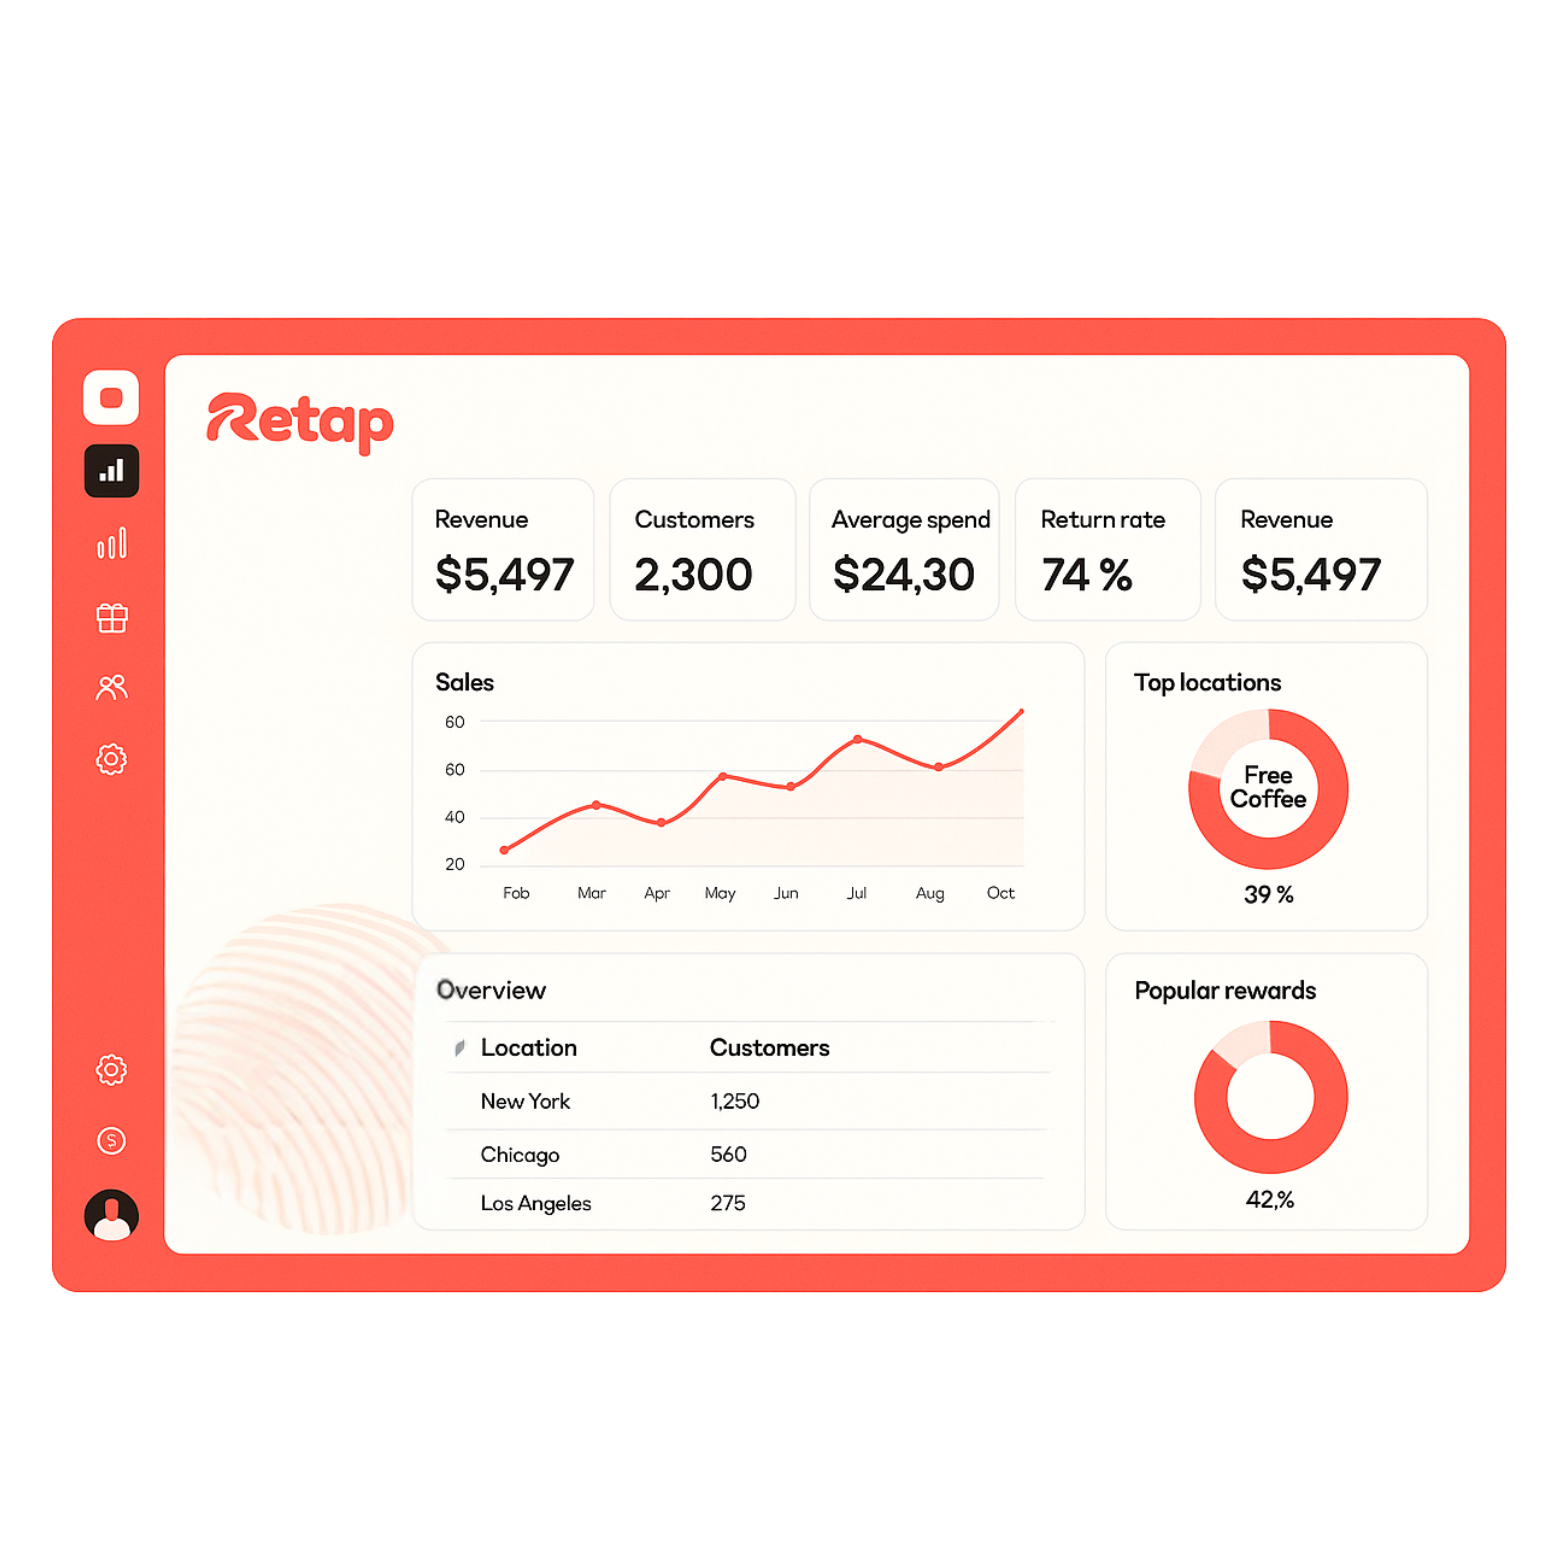 Retap
Revenue
$5,497
Customers
2,300
Average spend
$24,30
Return rate
74 %
Revenue
$5,497
Sales
60
60
40
20
Fob Mar Apr May Jun Jul Aug Oct
Top locations
Free
Coffee
39 %
Overview
Location Customers
New York 1,250
Chicago 560
Los Angeles 275
Popular rewards
42,%
$